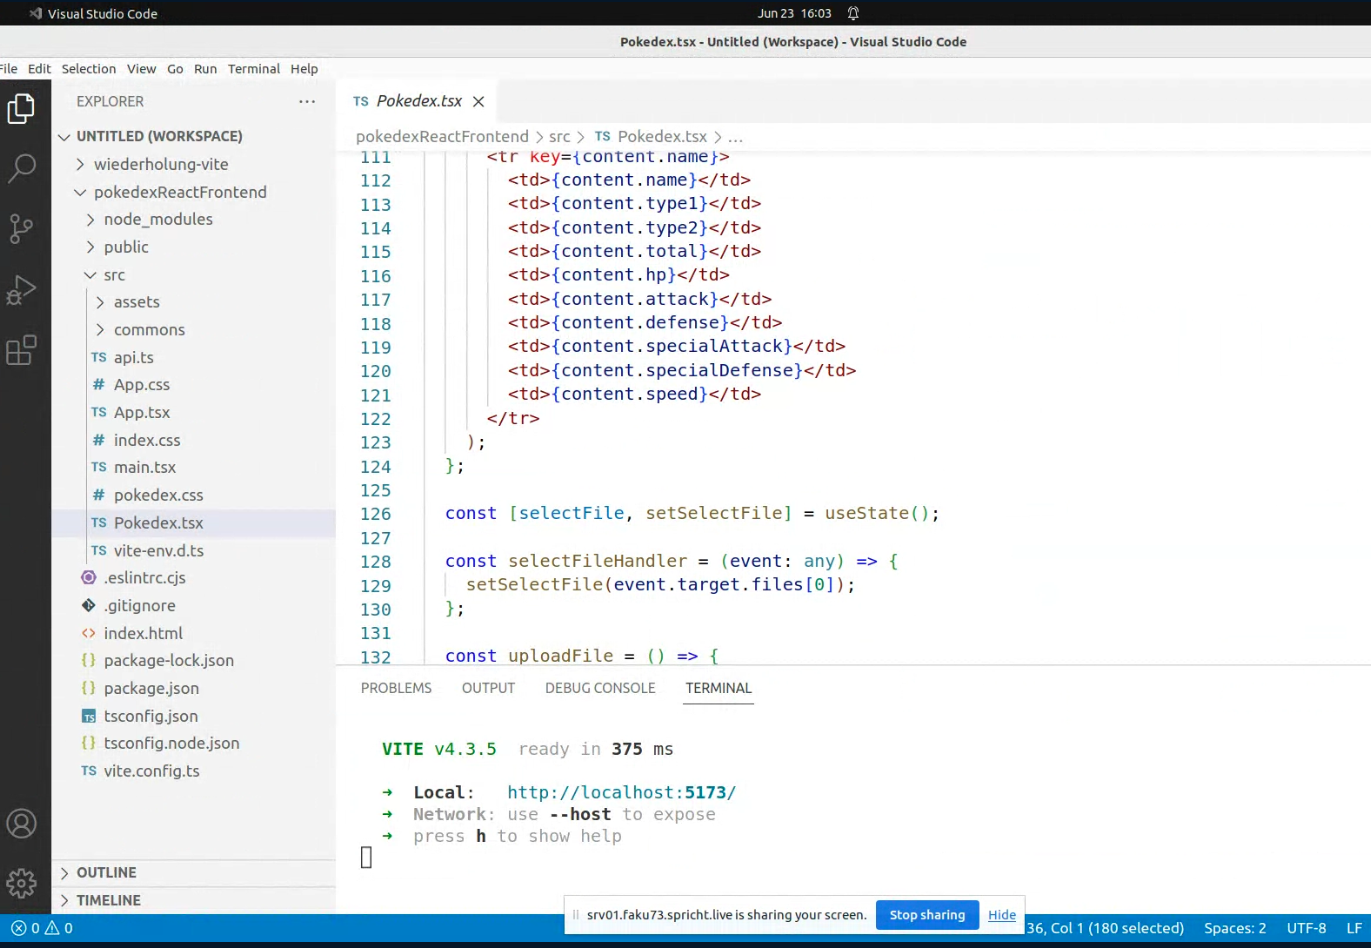 Visual Studio Code
Jun 23 16:03
Pokedex.tsx - Untitled (Workspace) - Visual Studio Code
File Edit Selection View Go Run Terminal Help
EXPLORER
UNTITLED (WORKSPACE)
wiederholung-vite
pokedexReactFrontend
node_modules
public
src
assets
commons
TS api.ts
# App.css
TS App.tsx
# index.css
TS main.tsx
# pokedex.css
TS Pokedex.tsx
TS vite-env.d.ts
.eslintrc.cjs
.gitignore
<> index.html
{} package-lock.json
{} package.json
TS tsconfig.json
{} tsconfig.node.json
TS vite.config.ts
OUTLINE
TIMELINE
TS Pokedex.tsx
pokedexReactFrontend > src > TS Pokedex.tsx > ...
111 <tr key={content.name}>
112 <td>{content.name}</td>
113 <td>{content.type1}</td>
114 <td>{content.type2}</td>
115 <td>{content.total}</td>
116 <td>{content.hp}</td>
117 <td>{content.attack}</td>
118 <td>{content.defense}</td>
119 <td>{content.specialAttack}</td>
120 <td>{content.specialDefense}</td>
121 <td>{content.speed}</td>
122 </tr>
123 );
124 };
125
126 const [selectFile, setSelectFile] = useState();
127
128 const selectFileHandler = (event: any) => {
129 setSelectFile(event.target.files[0]);
130 };
131
132 const uploadFile = () => {
PROBLEMS OUTPUT DEBUG CONSOLE TERMINAL
VITE v4.3.5 ready in 375 ms
➜ Local: http://localhost:5173/
➜ Network: use --host to expose
➜ press h to show help
srv01.faku73.spricht.live is sharing your screen. Stop sharing Hide
0 0
36, Col 1 (180 selected) Spaces: 2 UTF-8 LF